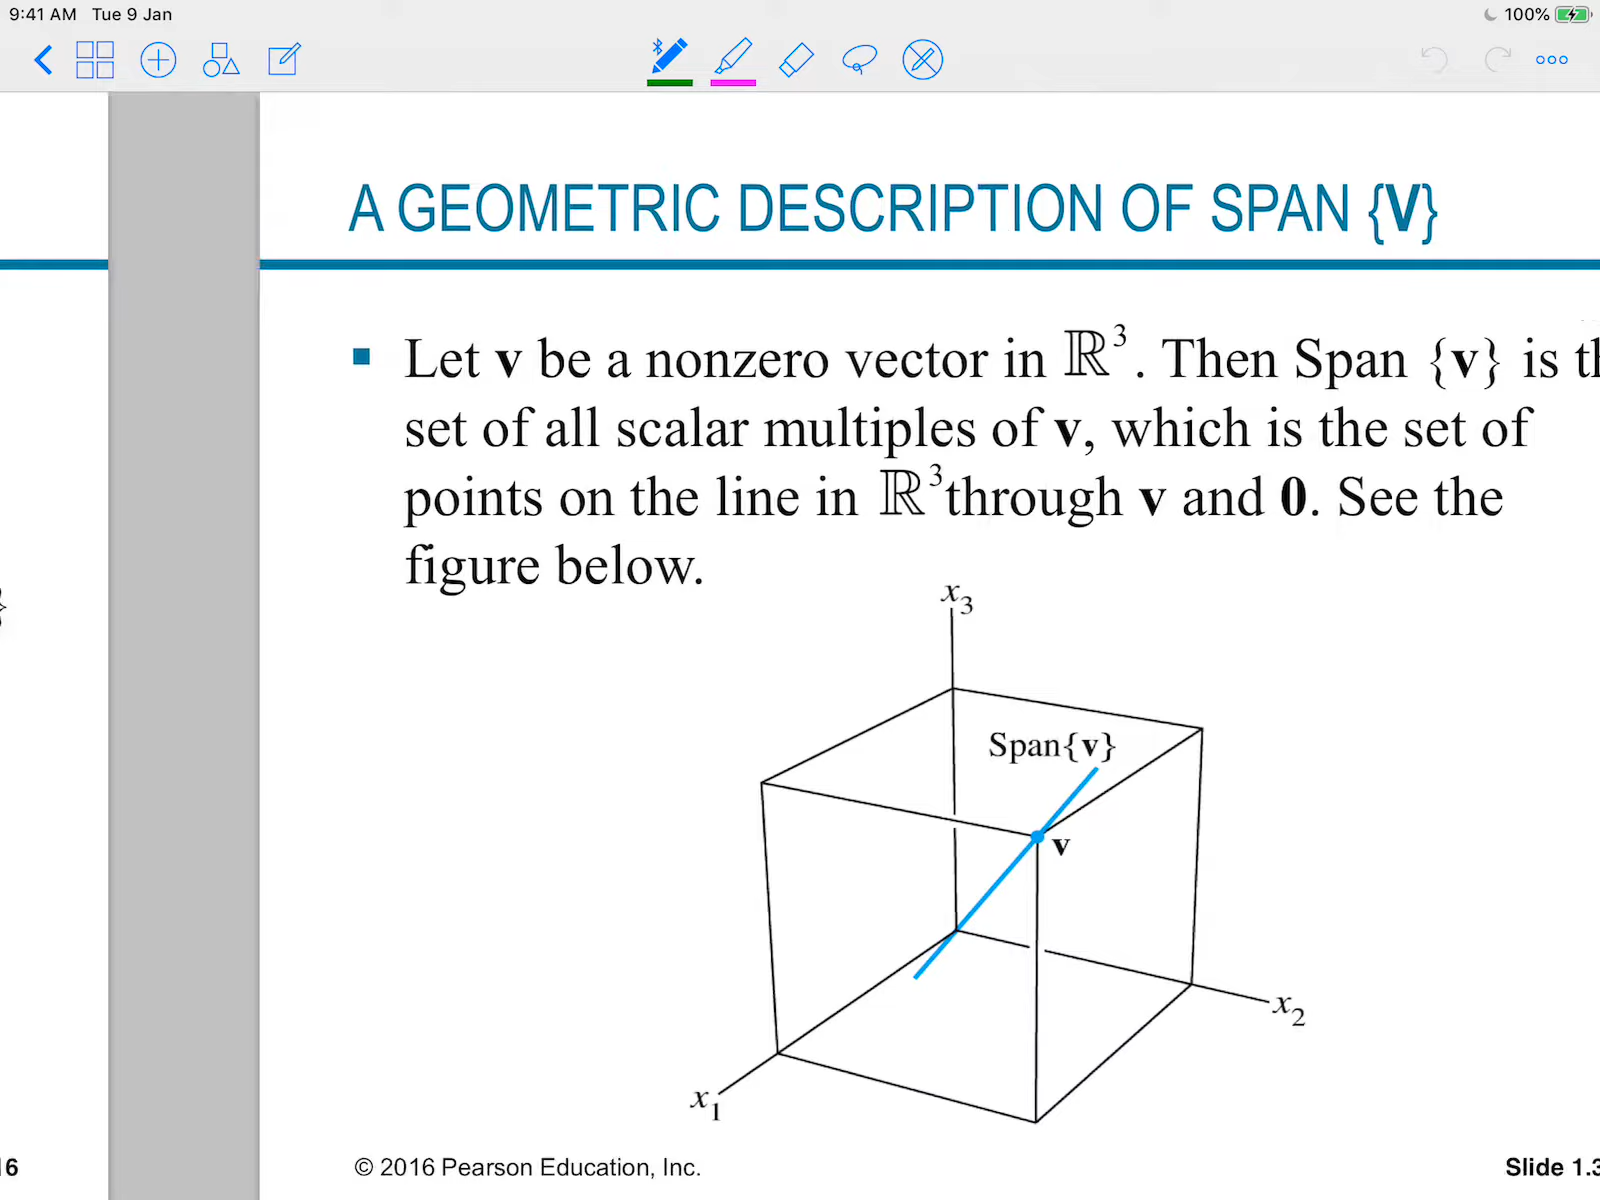 9:41 AM Tue 9 Jan
100%
A GEOMETRIC DESCRIPTION OF SPAN {V}
▪ Let v be a nonzero vector in ℝ³. Then Span {v} is
set of all scalar multiples of v, which is the set of
points on the line in ℝ³ through v and 0. See the
figure below.
x₃
Span{v}
v
x₂
x₁
16
© 2016 Pearson Education, Inc.
Slide 1.3